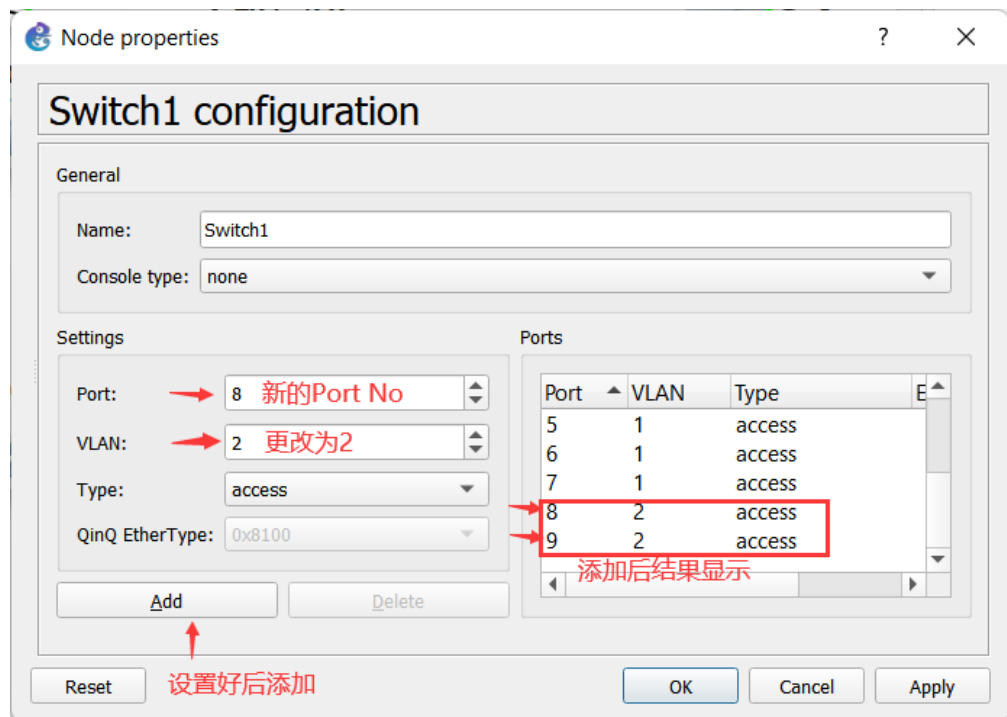 Node properties
?
Switch1 configuration
General
Name: Switch1
Console type: none
Settings
Port: 8 新的Port No
VLAN: 2 更改为2
Type: access
QinQ EtherType: 0x8100
Add Delete
设置好后添加
Ports
Port VLAN Type E
5 1 access
6 1 access
7 1 access
8 2 access
9 2 access
添加后结果显示
Reset OK Cancel Apply